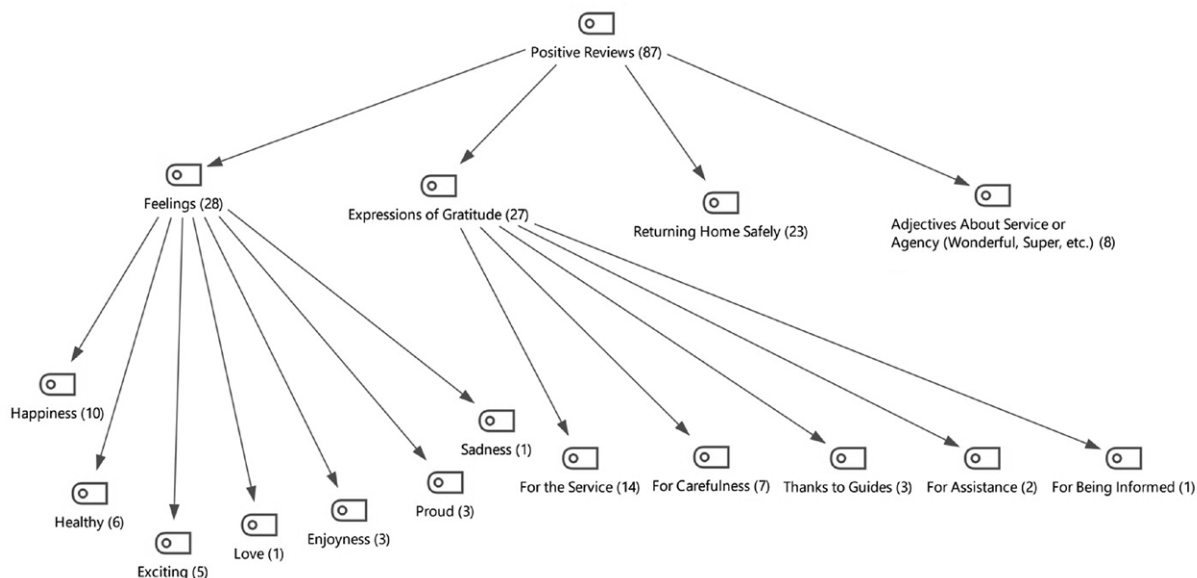 Positive Reviews (87)
Feelings (28)
Expressions of Gratitude (27)
Returning Home Safely (23)
Adjectives About Service or
Agency (Wonderful, Super, etc.) (8)
Happiness (10)
Healthy (6)
Exciting (5)
Love (1)
Enjoyness (3)
Proud (3)
Sadness (1)
For the Service (14)
For Carefulness (7)
Thanks to Guides (3)
For Assistance (2)
For Being Informed (1)